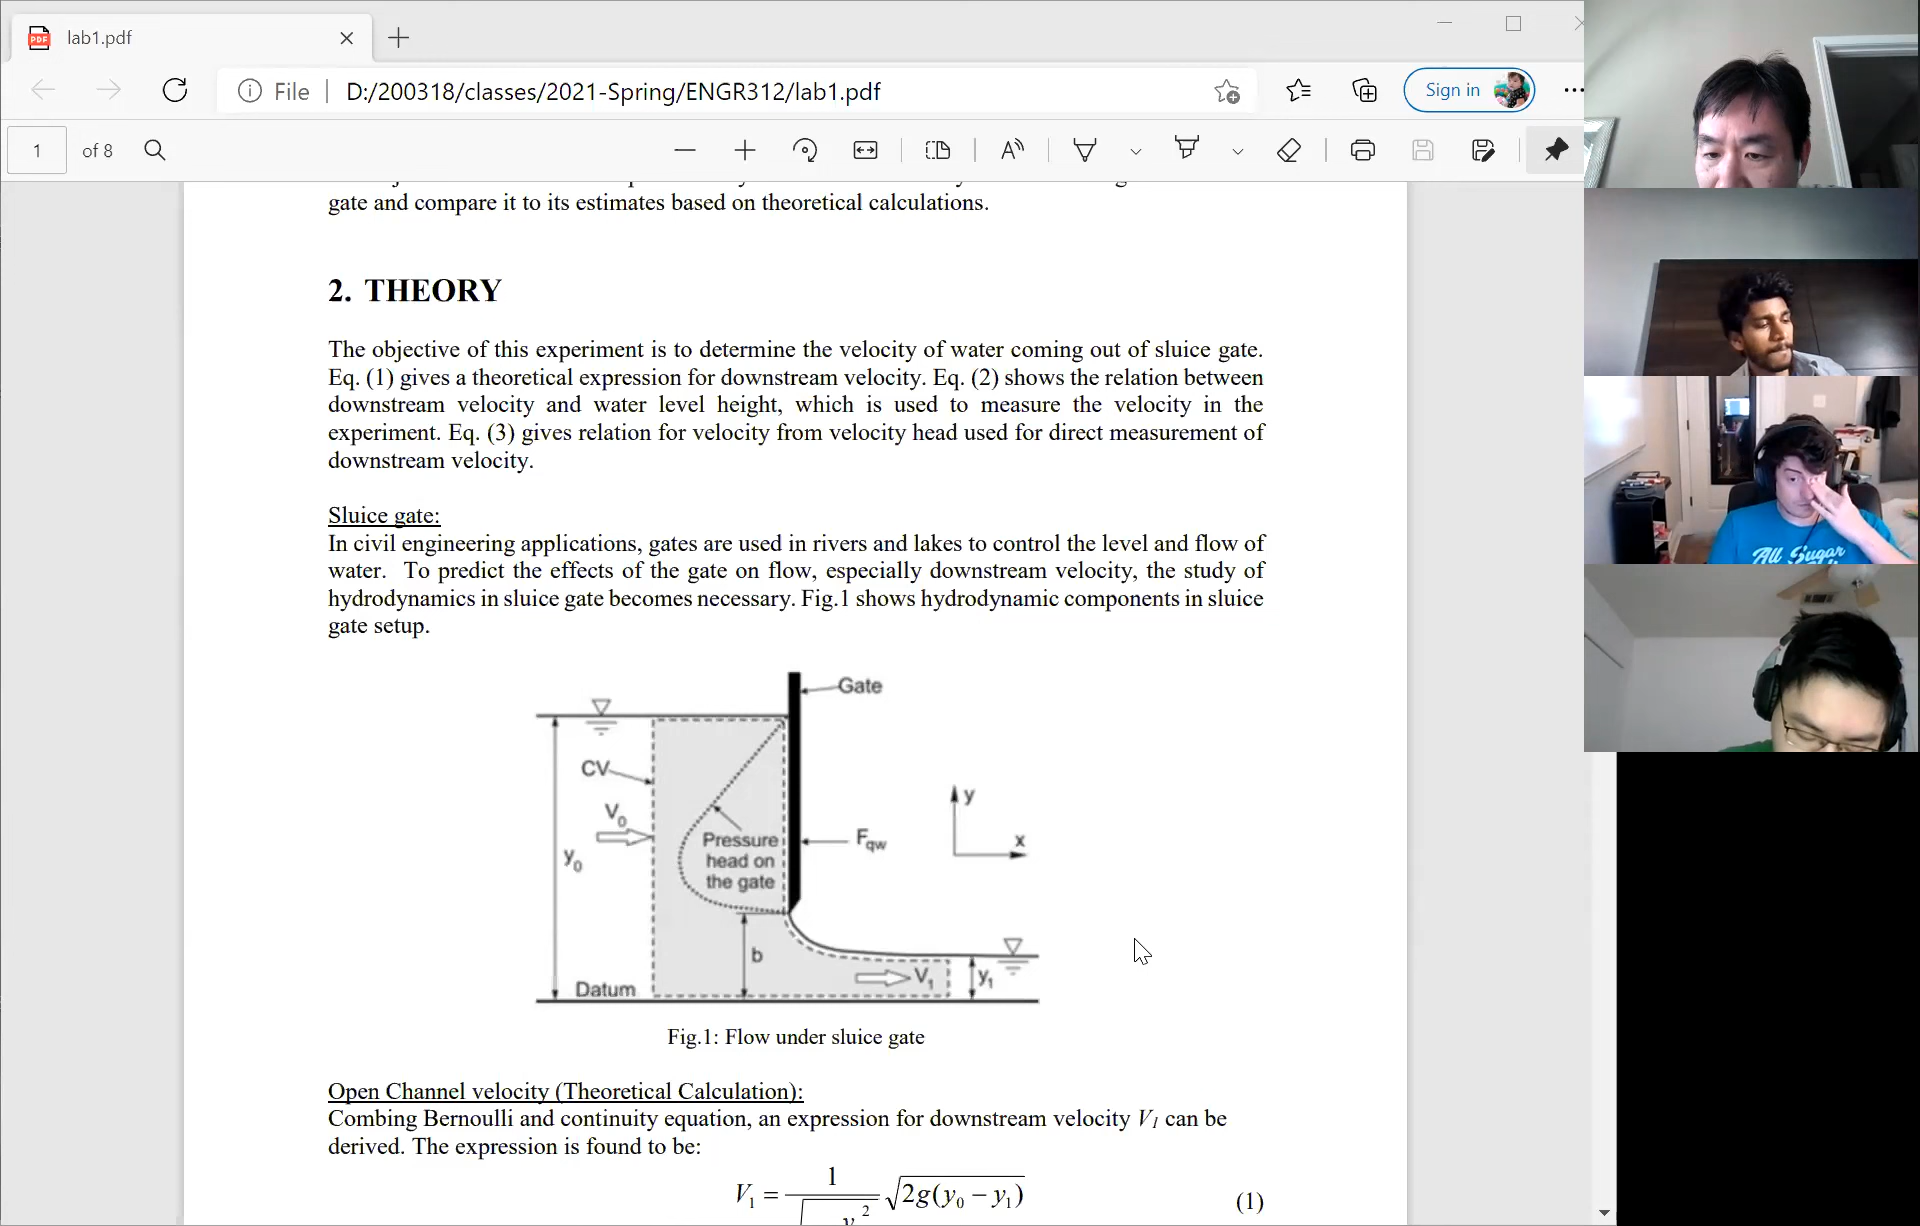 lab1.pdf
File
D:/200318/classes/2021-Spring/ENGR312/lab1.pdf
Sign in
1
of 8
gate and compare it to its estimates based on theoretical calculations.
2. THEORY
The objective of this experiment is to determine the velocity of water coming out of sluice gate.
Eq. (1) gives a theoretical expression for downstream velocity. Eq. (2) shows the relation between
downstream velocity and water level height, which is used to measure the velocity in the
experiment. Eq. (3) gives relation for velocity from velocity head used for direct measurement of
downstream velocity.
Sluice gate:
In civil engineering applications, gates are used in rivers and lakes to control the level and flow of
water. To predict the effects of the gate on flow, especially downstream velocity, the study of
hydrodynamics in sluice gate becomes necessary. Fig.1 shows hydrodynamic components in sluice
gate setup.
Gate
CV
V₀
y₀
Pressure
head on
the gate
F_qw
y
x
b
V₁
y₁
Datum
Fig.1: Flow under sluice gate
Open Channel velocity (Theoretical Calculation):
Combing Bernoulli and continuity equation, an expression for downstream velocity V₁ can be
derived. The expression is found to be:
V₁ = 1 √2g(y₀ − y₁) (1)
All Sugar